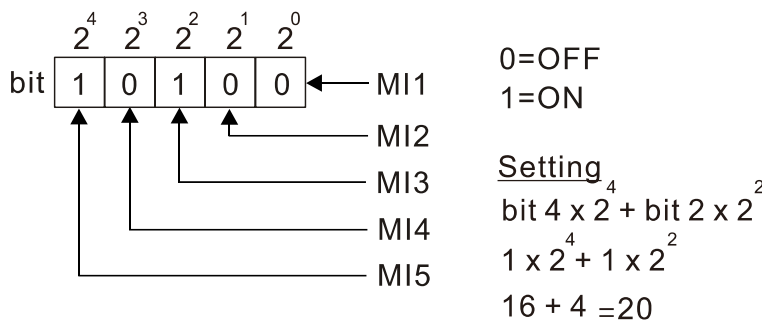 2⁴ 2³ 2² 2¹ 2⁰
bit 1 0 1 0 0 MI1
MI2
MI3
MI4
MI5
0=OFF
1=ON
Setting
bit 4 x 2⁴ + bit 2 x 2²
1 x 2⁴ + 1 x 2²
16 + 4 =20